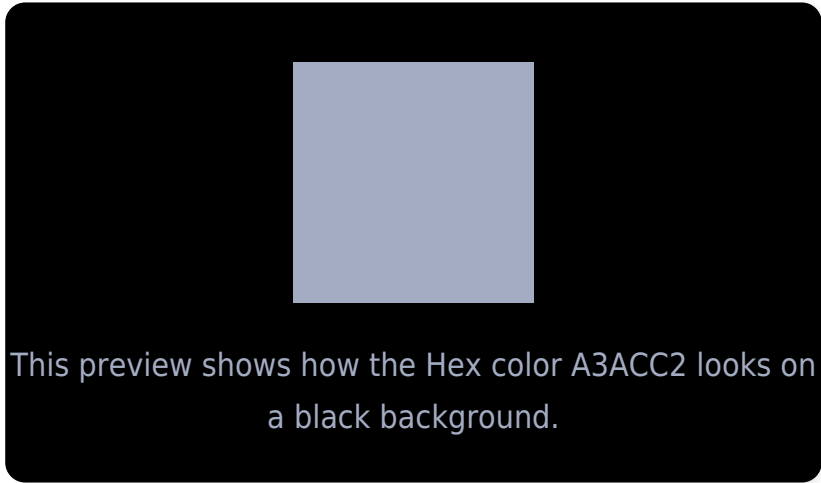 This preview shows how the Hex color A3ACC2 looks on
a black background.